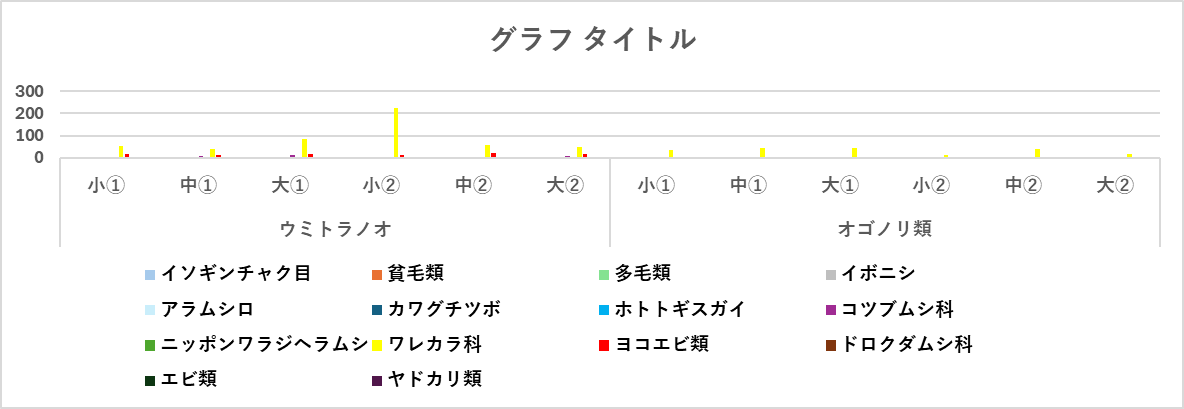 グラフ タイトル
300
200
100
0
小① 中① 大① 小② 中② 大② 小① 中① 大① 小② 中② 大②
ウミトラノオ オゴノリ類
イソギンチャク目 貧毛類 多毛類 イボニシ
アラムシロ カワグチツボ ホトトギスガイ コツブムシ科
ニッポンワラジヘラムシ ワレカラ科 ヨコエビ類 ドロクダムシ科
エビ類 ヤドカリ類